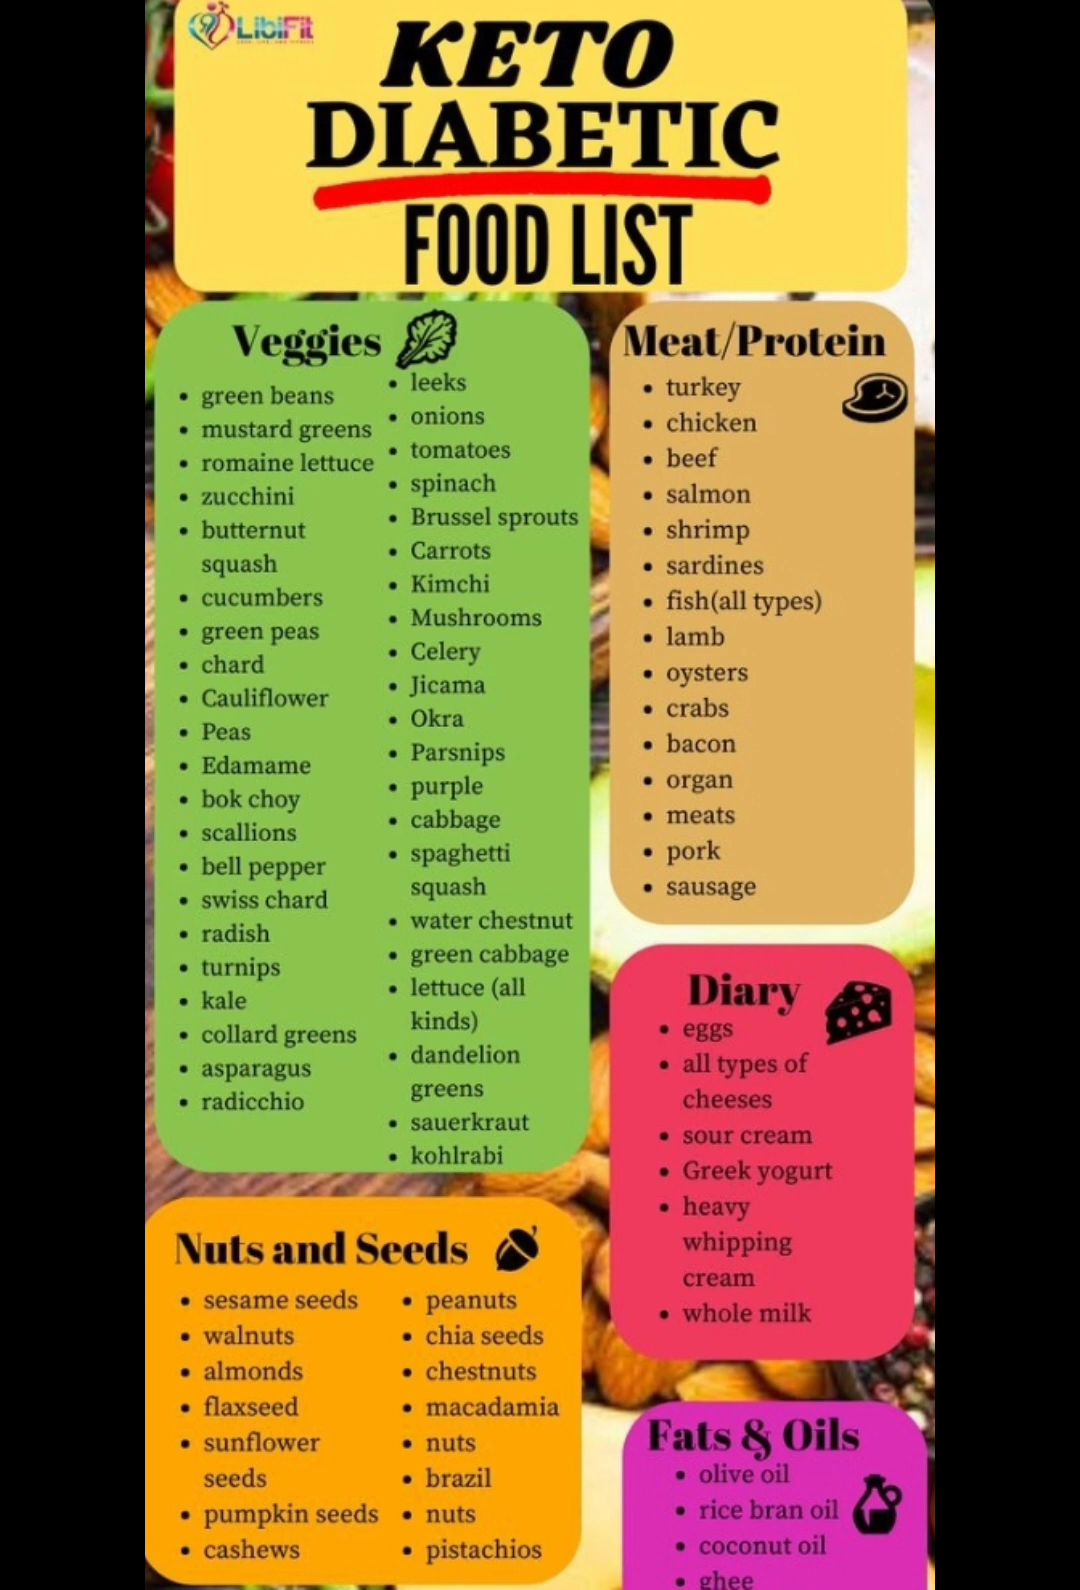 LibiFit
KETO
DIABETIC
FOOD LIST
Veggies
green beans
mustard greens
romaine lettuce
zucchini
butternut
squash
cucumbers
green peas
chard
Cauliflower
Peas
Edamame
bok choy
scallions
bell pepper
swiss chard
radish
turnips
kale
collard greens
asparagus
radicchio
leeks
onions
tomatoes
spinach
Brussel sprouts
Carrots
Kimchi
Mushrooms
Celery
Jicama
Okra
Parsnips
purple
cabbage
spaghetti
squash
water chestnut
green cabbage
lettuce (all
kinds)
dandelion
greens
sauerkraut
kohlrabi
Meat/Protein
turkey
chicken
beef
salmon
shrimp
sardines
fish(all types)
lamb
oysters
crabs
bacon
organ
meats
pork
sausage
Diary
eggs
all types of
cheeses
sour cream
Greek yogurt
heavy
whipping
cream
whole milk
Nuts and Seeds
sesame seeds
walnuts
almonds
flaxseed
sunflower
seeds
pumpkin seeds
cashews
peanuts
chia seeds
chestnuts
macadamia
nuts
brazil
nuts
pistachios
Fats & Oils
olive oil
rice bran oil
coconut oil
ghee